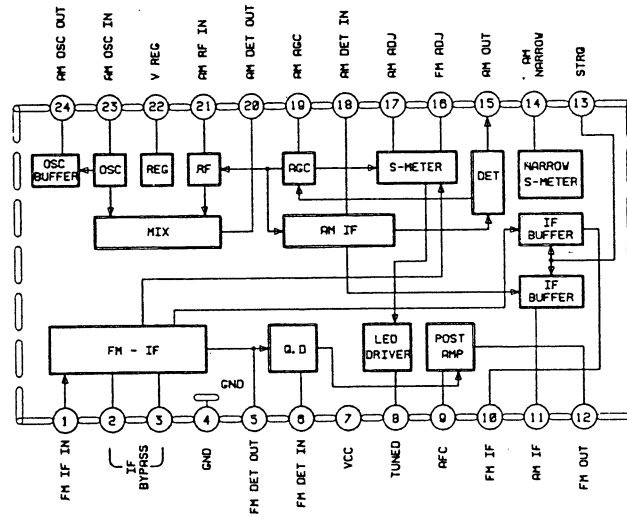 AM OSC OUT
AM OSC IN
V REG
AM RF IN
AM DET OUT
AM AGC
AM DET IN
AM ADJ
FM ADJ
AM OUT
AM NARROW
STRQ
24 23 22 21 20 19 18 17 16 15 14 13
OSC BUFFER
OSC
REG
RF
AGC
S-METER
DET
NARROW S-METER
MIX
AM IF
IF BUFFER
IF BUFFER
FM - IF
Q.D
LED DRIVER
POST AMP
GND
1 2 3 4 5 6 7 8 9 10 11 12
FM IF IN
IF BYPASS
GND
FM DET OUT
FM DET IN
VCC
TUNED
AFC
FM IF
AM IF
FM OUT